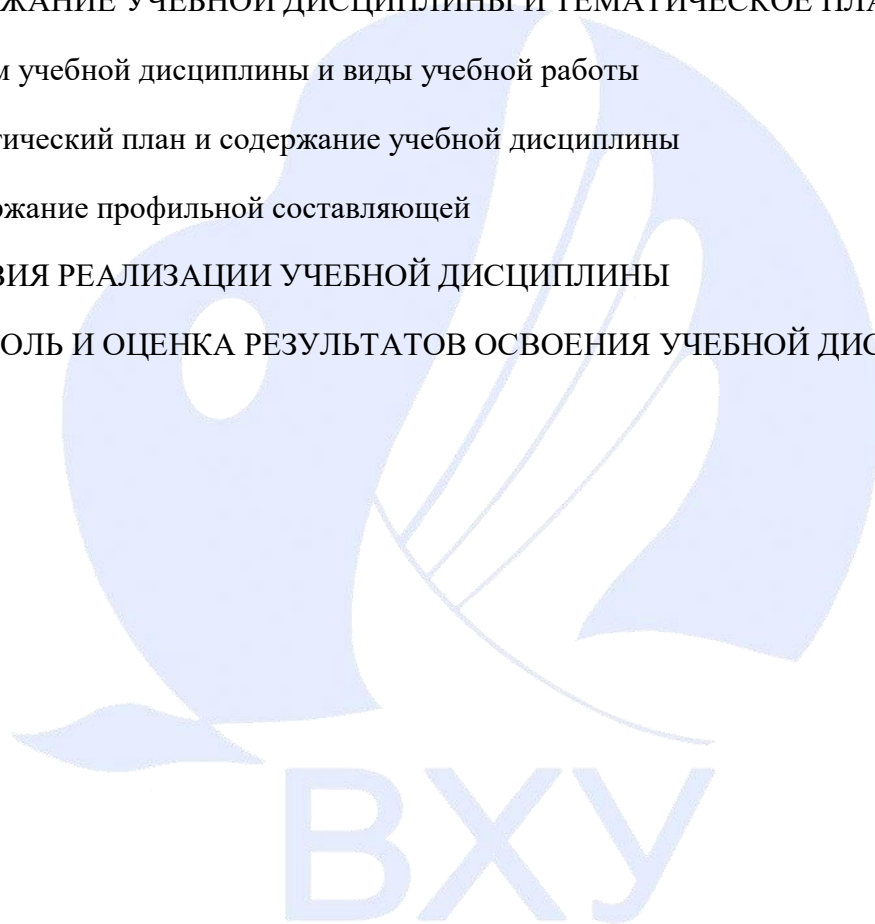 ЖАНИЕ УЧЕБНОЙ ДИСЦИПЛИНЫ И ТЕМАТИЧЕСКОЕ ПЛА
м учебной дисциплины и виды учебной работы
тический план и содержание учебной дисциплины
ржание профильной составляющей
ВИЯ РЕАЛИЗАЦИИ УЧЕБНОЙ ДИСЦИПЛИНЫ
ОЛЬ И ОЦЕНКА РЕЗУЛЬТАТОВ ОСВОЕНИЯ УЧЕБНОЙ ДИС
ВХУ